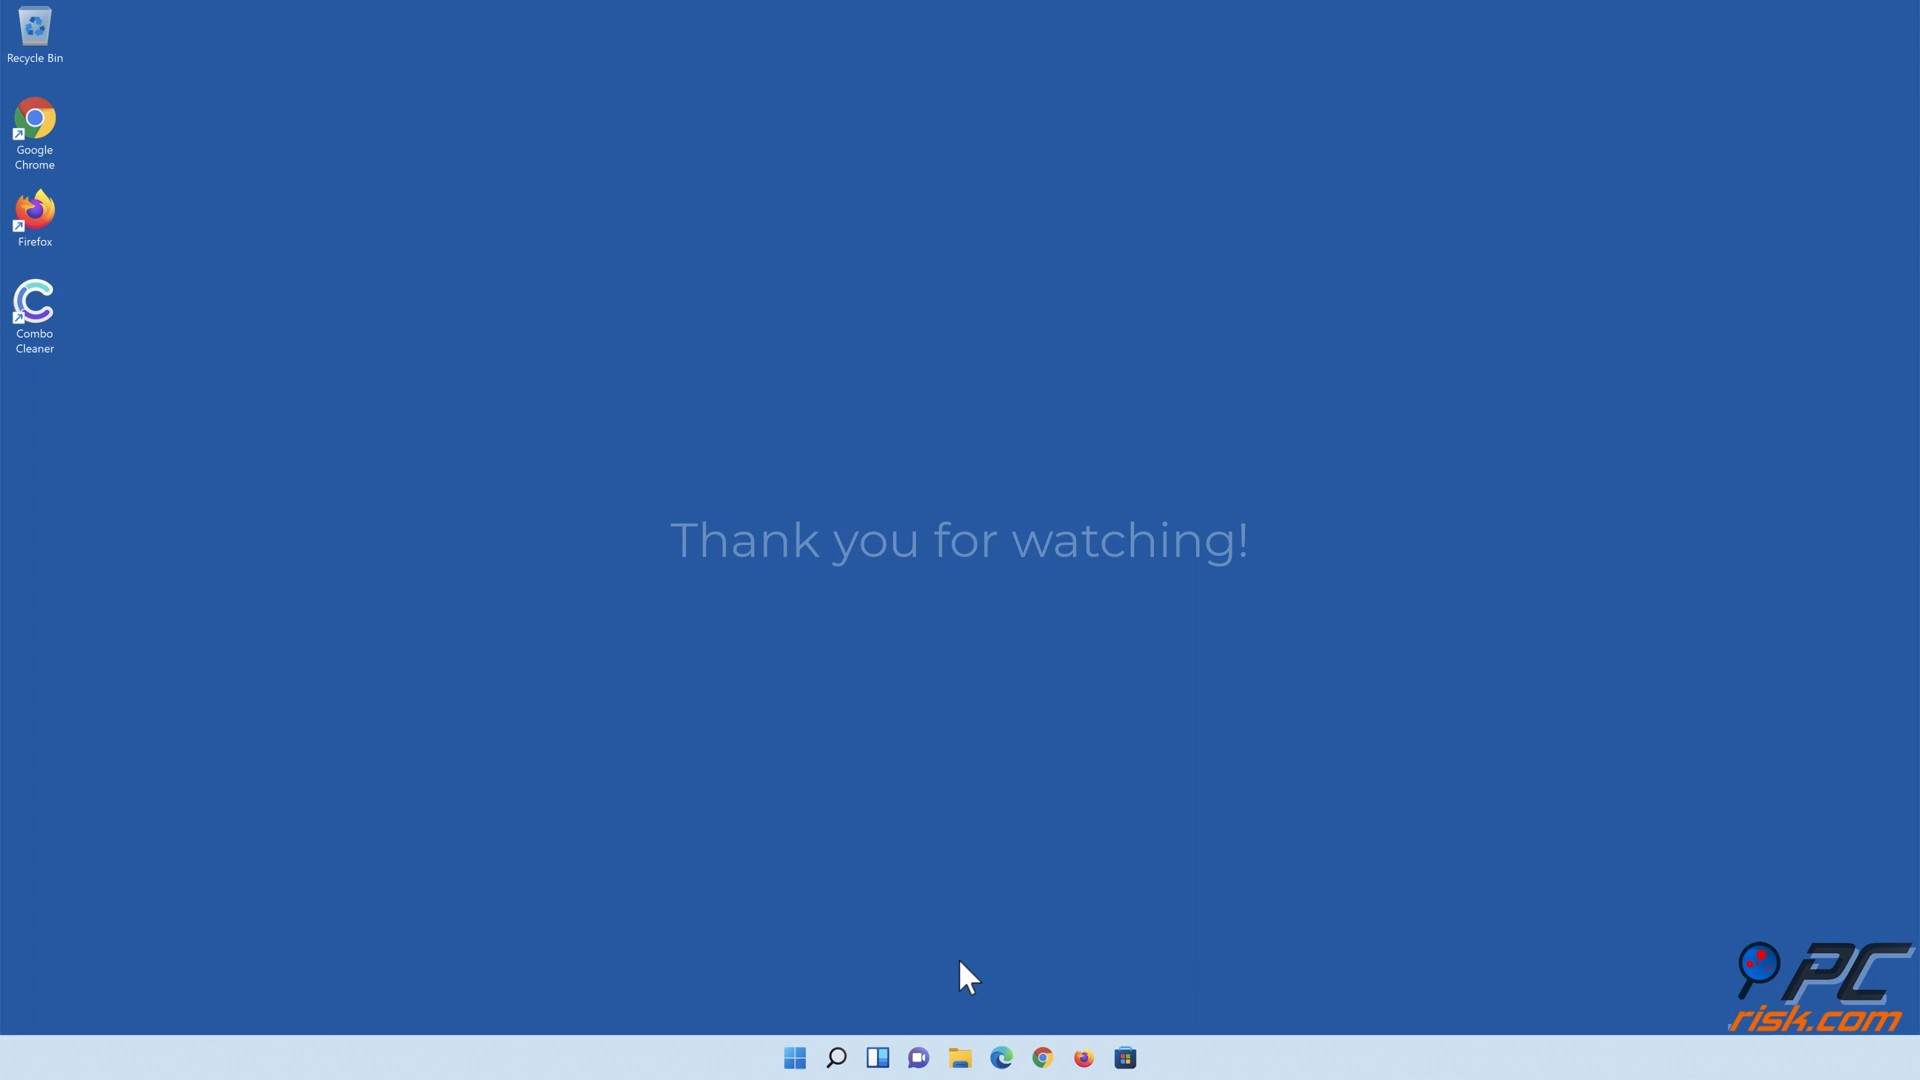 Recycle Bin
Google
Chrome
Firefox
Combo
Cleaner
Thank you for watching!
PC
risk.com